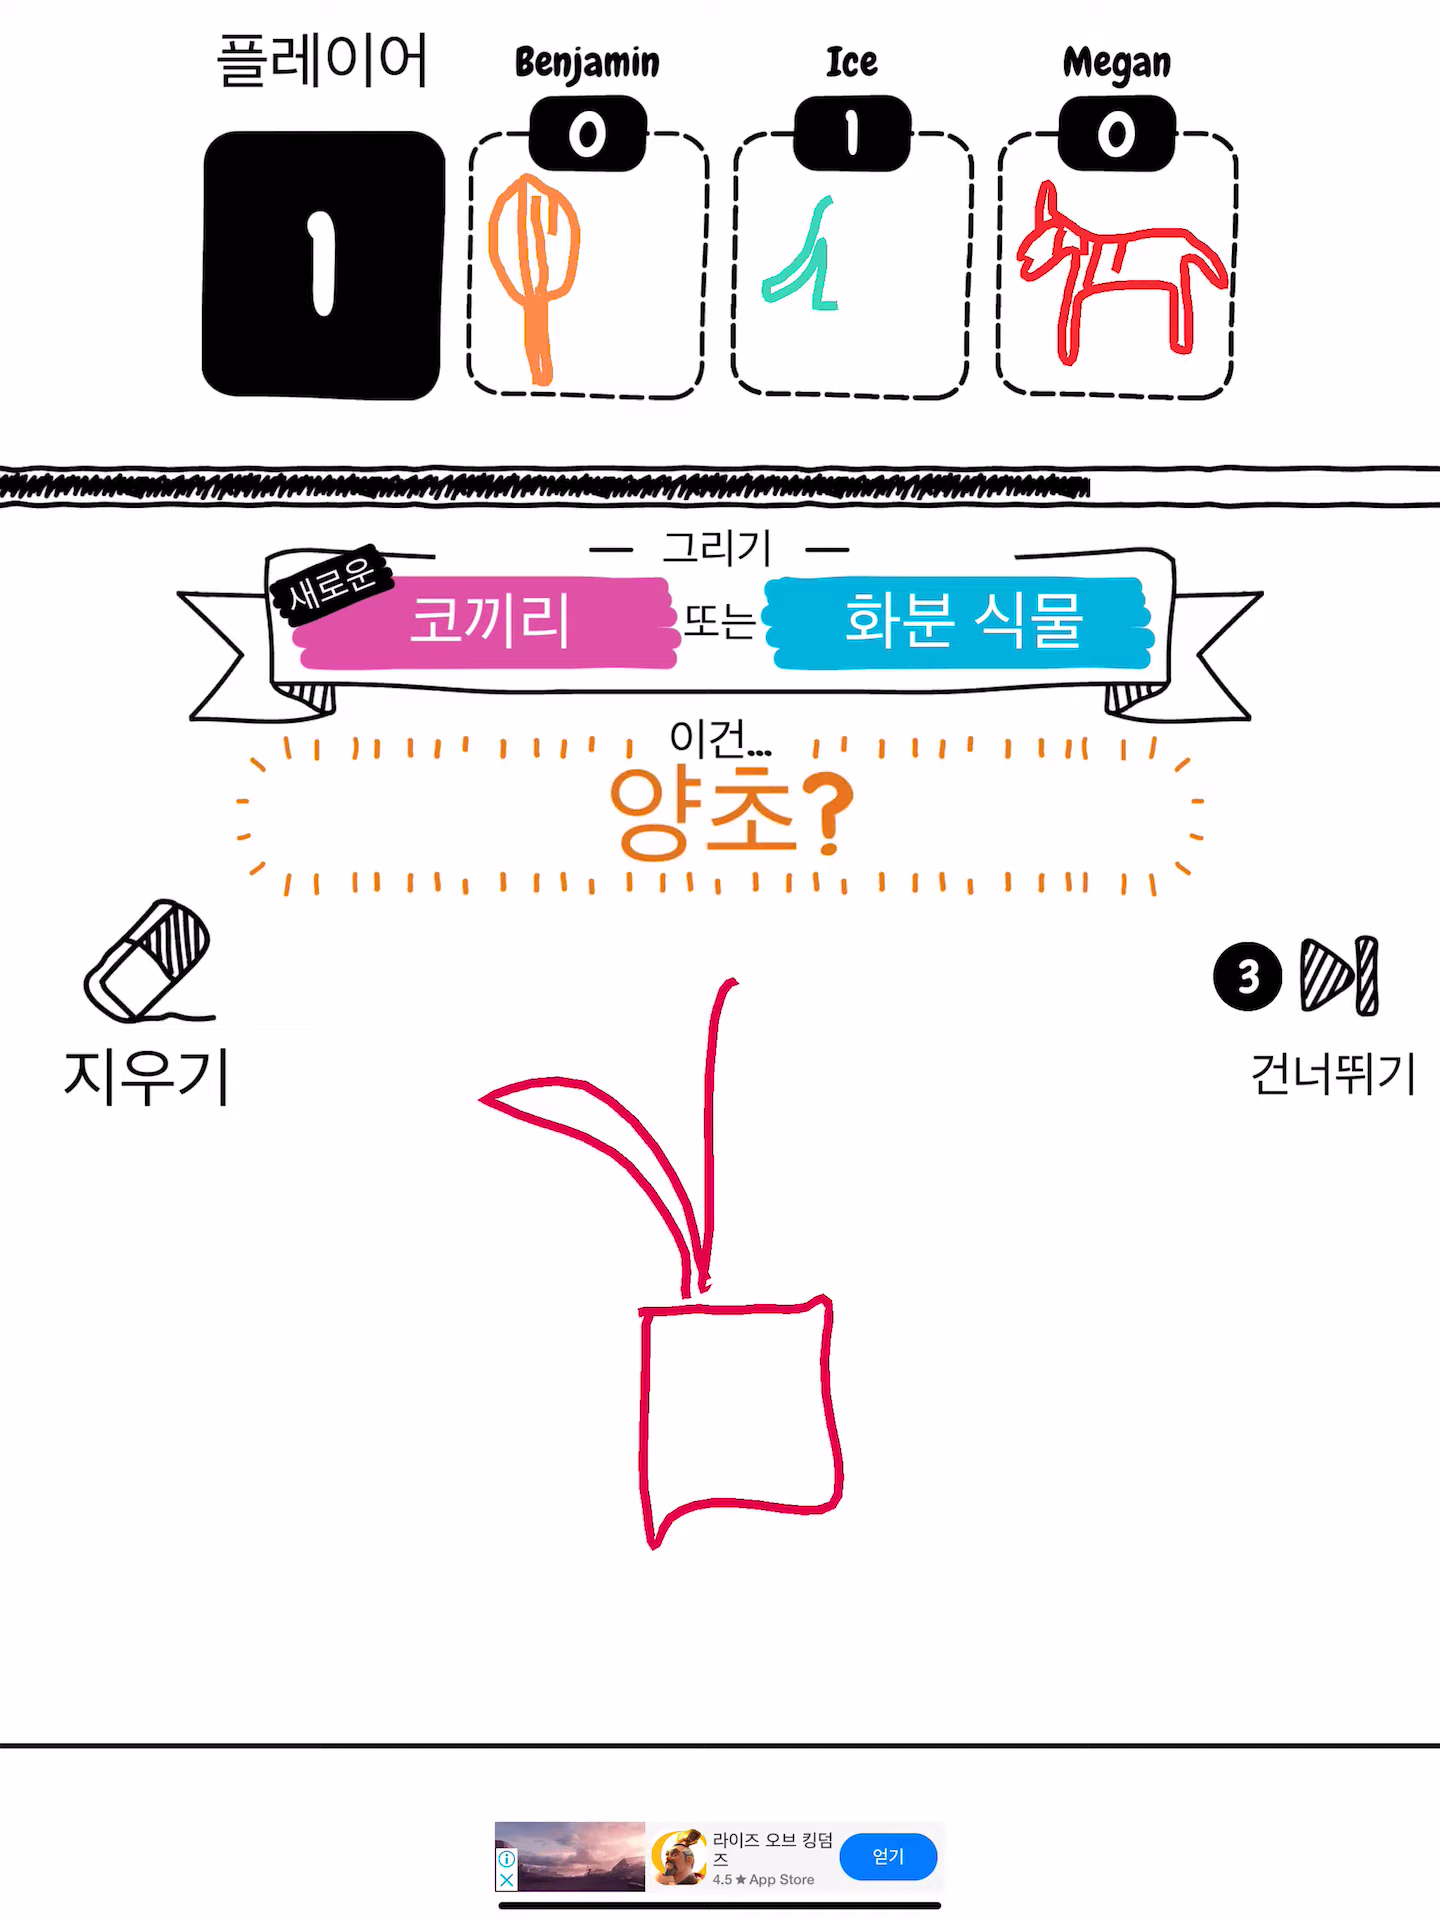 플레이어
Benjamin
Ice
Megan
1
0
1
0
그리기
새로운
코끼리
또는
화분 식물
이건...
양초?
지우기
3
건너뛰기
라이즈 오브 킹덤
즈
4.5 ★ App Store
얻기